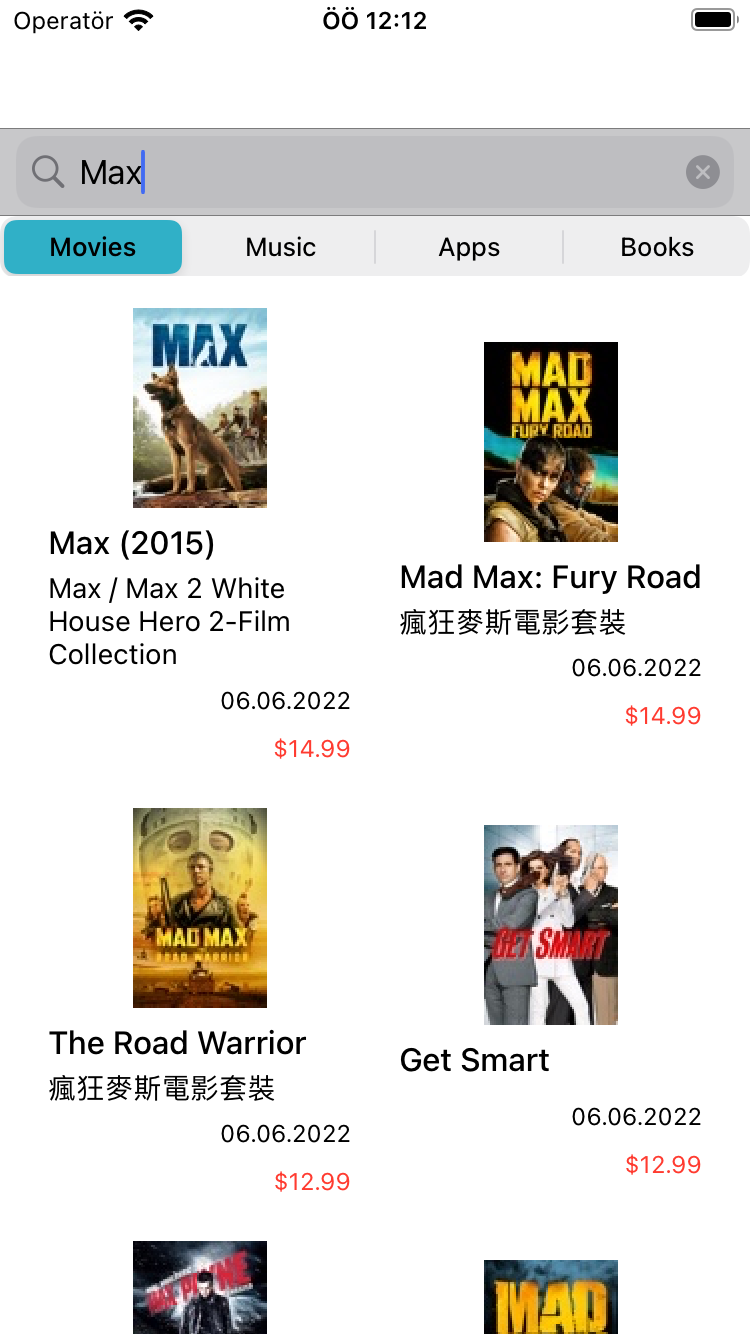 Operatör
ÖÖ 12:12
Max
Movies
Music
Apps
Books
MAX
Max (2015)
Max / Max 2 White
House Hero 2-Film
Collection
06.06.2022
$14.99
MAD
MAX
FURY ROAD
Mad Max: Fury Road
瘋狂麥斯電影套裝
06.06.2022
$14.99
MAD MAX
ROAD WARRIOR
The Road Warrior
瘋狂麥斯電影套裝
06.06.2022
$12.99
GET SMART
Get Smart
06.06.2022
$12.99
MAX PAYNE
MAD